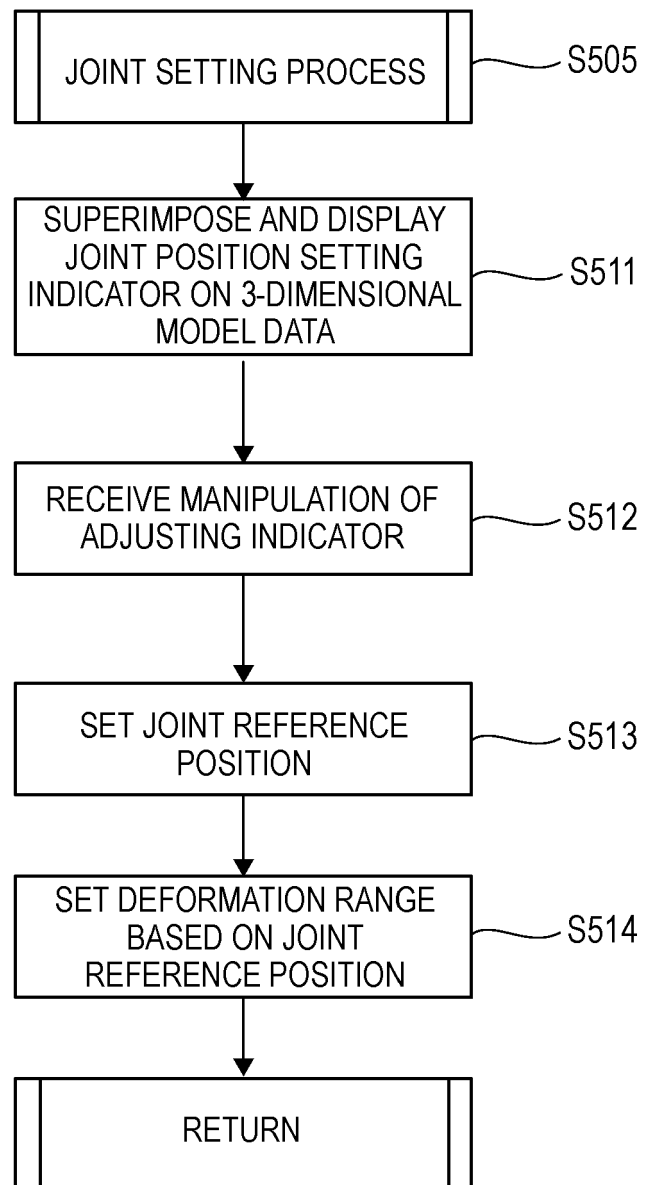 JOINT SETTING PROCESS
S505
SUPERIMPOSE AND DISPLAY
JOINT POSITION SETTING
INDICATOR ON 3-DIMENSIONAL
MODEL DATA
S511
RECEIVE MANIPULATION OF
ADJUSTING INDICATOR
S512
SET JOINT REFERENCE
POSITION
S513
SET DEFORMATION RANGE
BASED ON JOINT
REFERENCE POSITION
S514
RETURN